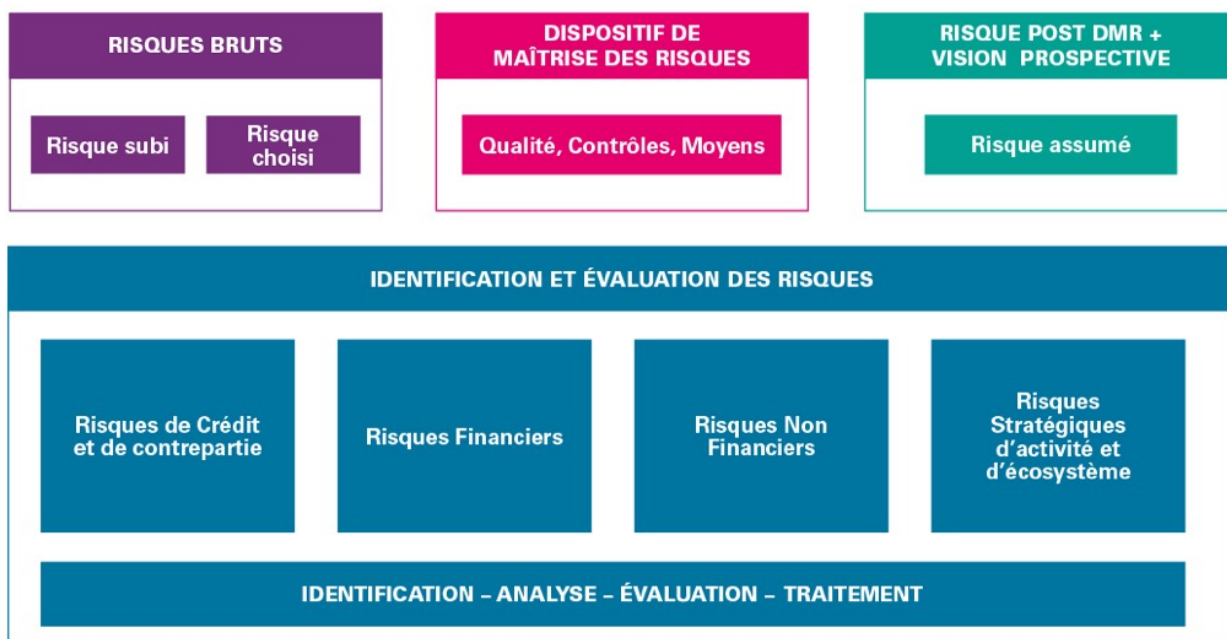 RISQUES BRUTS
DISPOSITIF DE
MAÎTRISE DES RISQUES
RISQUE POST DMR +
VISION PROSPECTIVE
Risque subi
Risque
choisi
Qualité, Contrôles, Moyens
Risque assumé
IDENTIFICATION ET ÉVALUATION DES RISQUES
Risques de Crédit
et de contrepartie
Risques Financiers
Risques Non
Financiers
Risques
Stratégiques
d’activité et
d’écosystème
IDENTIFICATION – ANALYSE – ÉVALUATION – TRAITEMENT